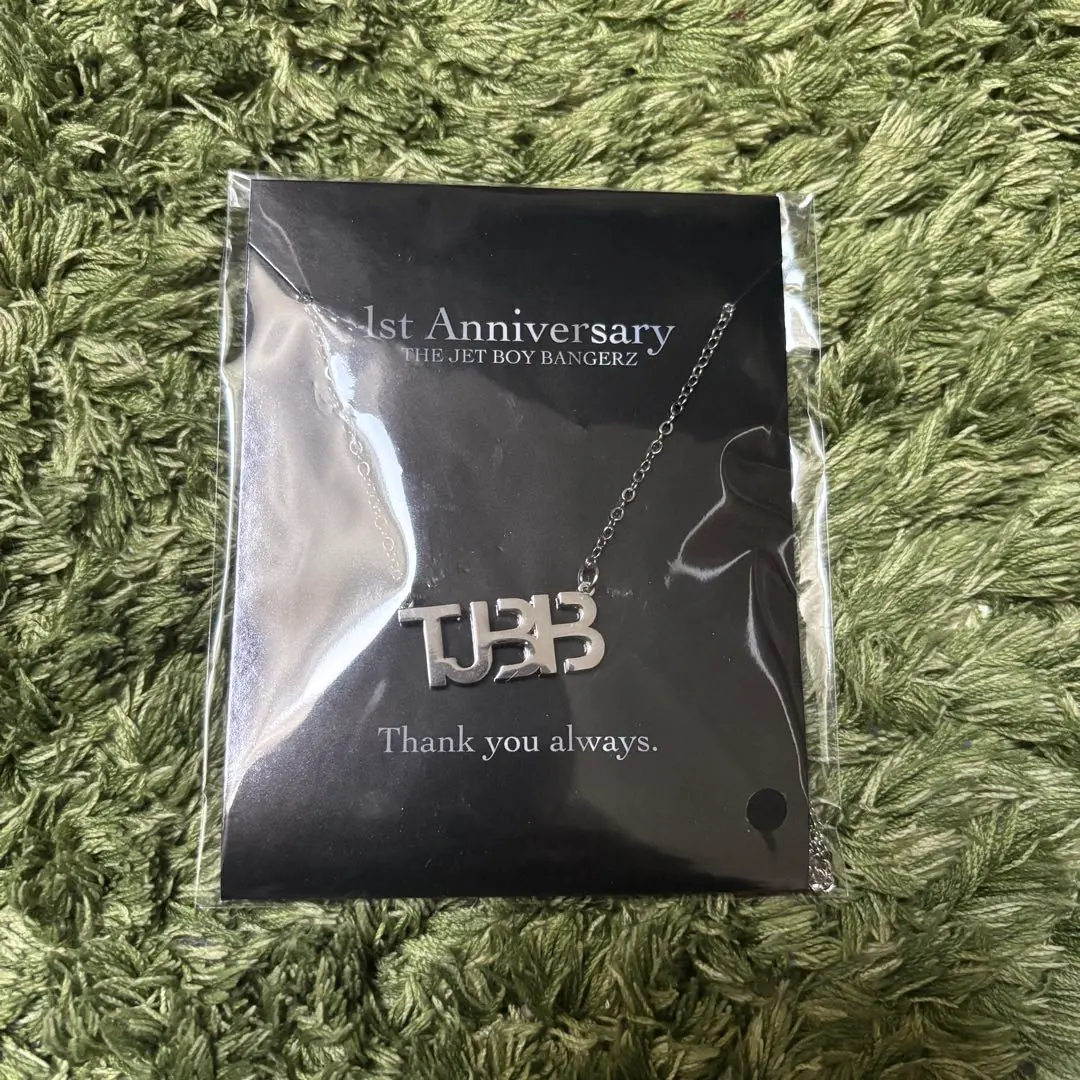 1st Anniversary
THE JET BOY BANGERZ
TJBB
Thank you always.